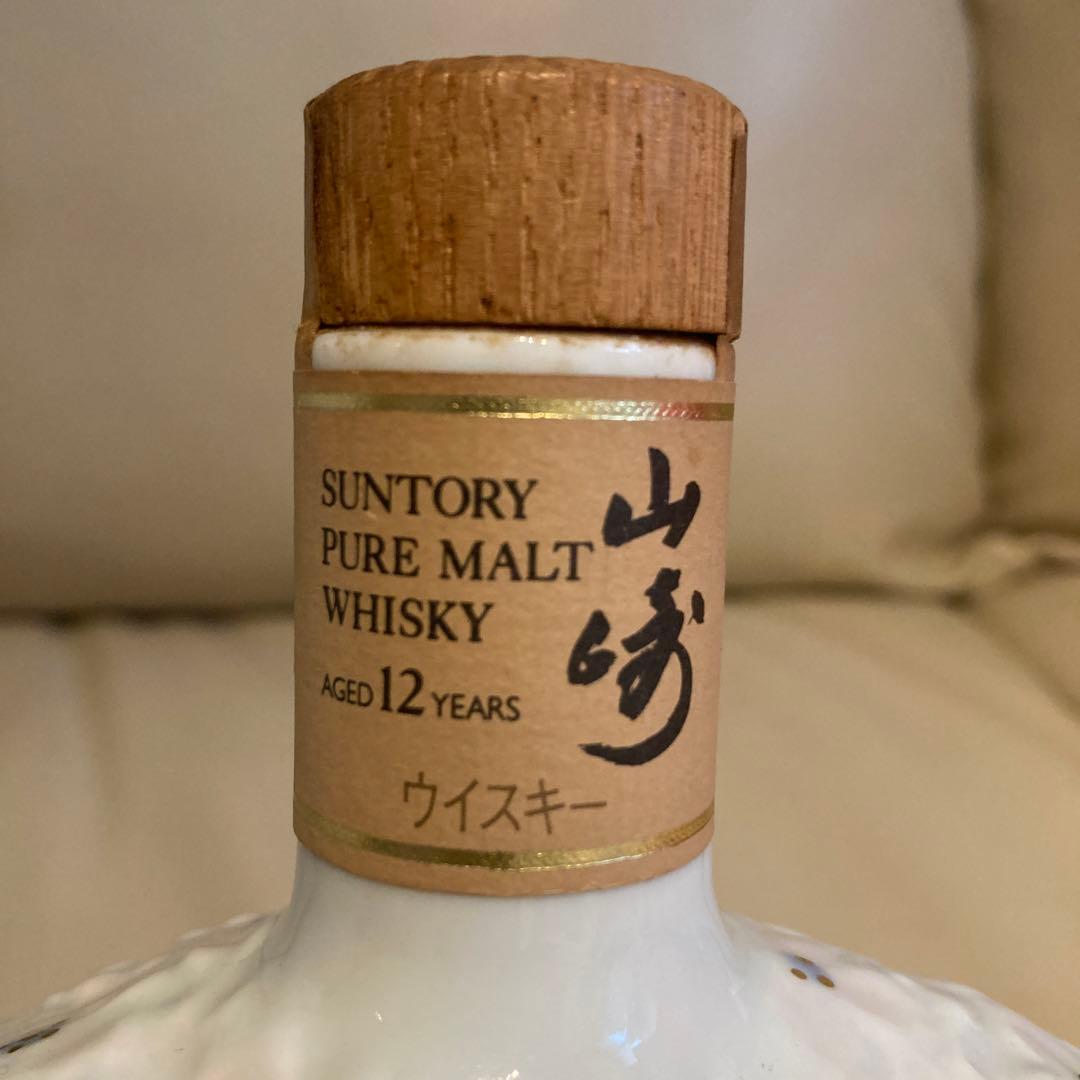 SUNTORY
PURE MALT
WHISKY
AGED 12 YEARS
山崎
ウイスキー